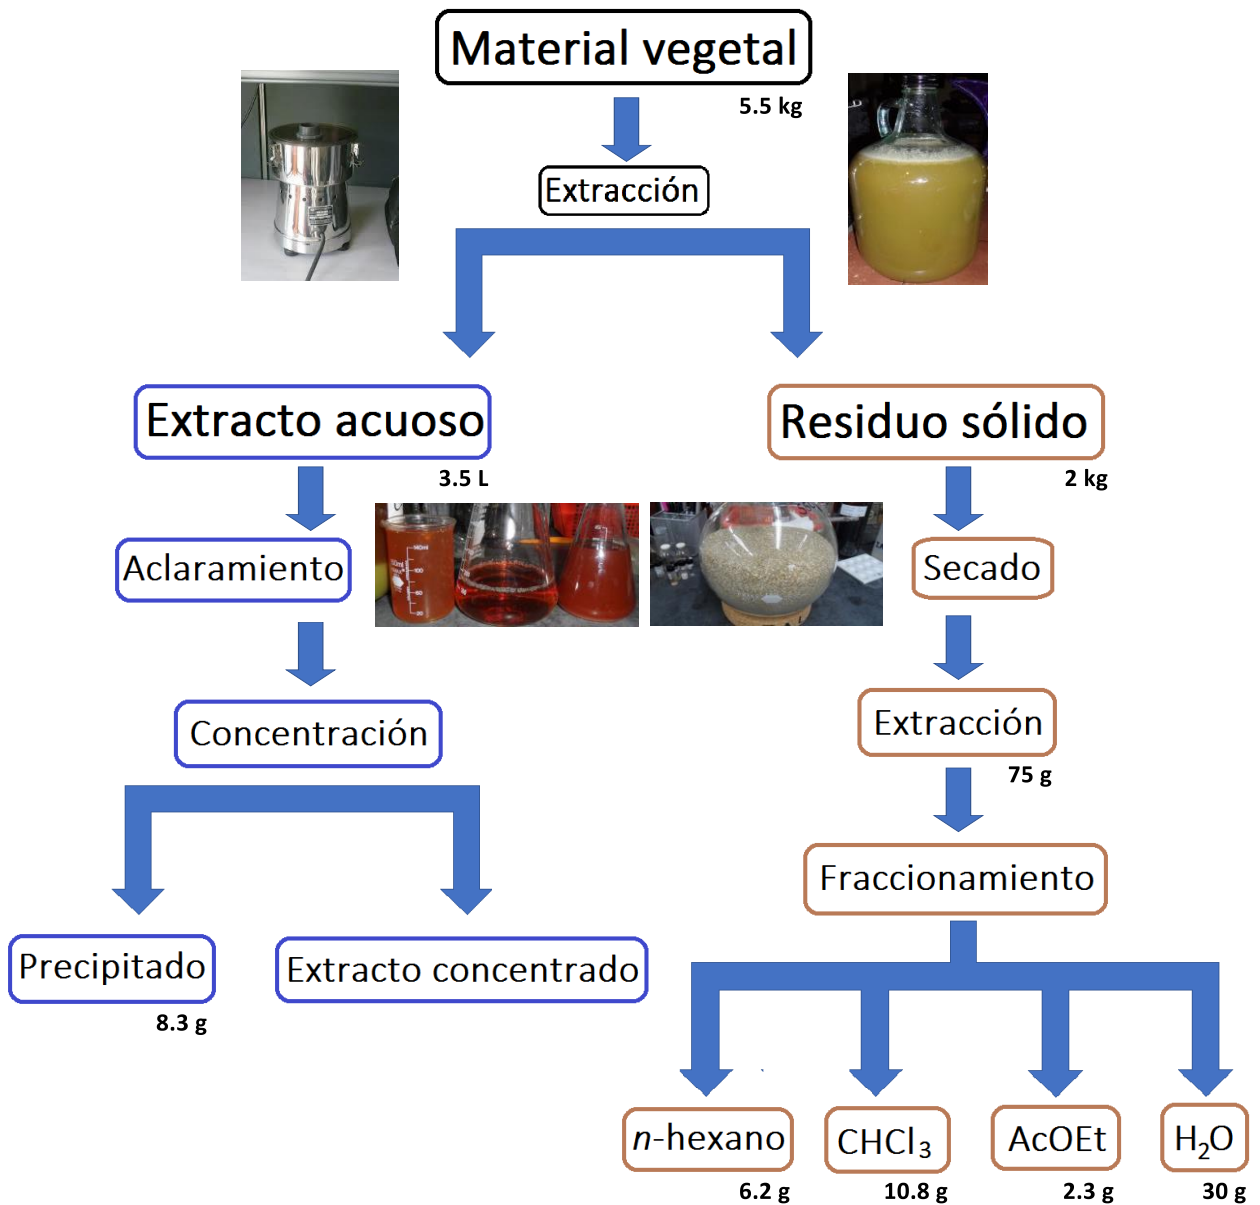 Material vegetal
5.5 kg
Extracción
Extracto acuoso
3.5 L
Residuo sólido
2 kg
Aclaramiento
Secado
Concentración
Extracción
75 g
Fraccionamiento
Precipitado
8.3 g
Extracto concentrado
n-hexano
6.2 g
CHCl₃
10.8 g
AcOEt
2.3 g
H₂O
30 g